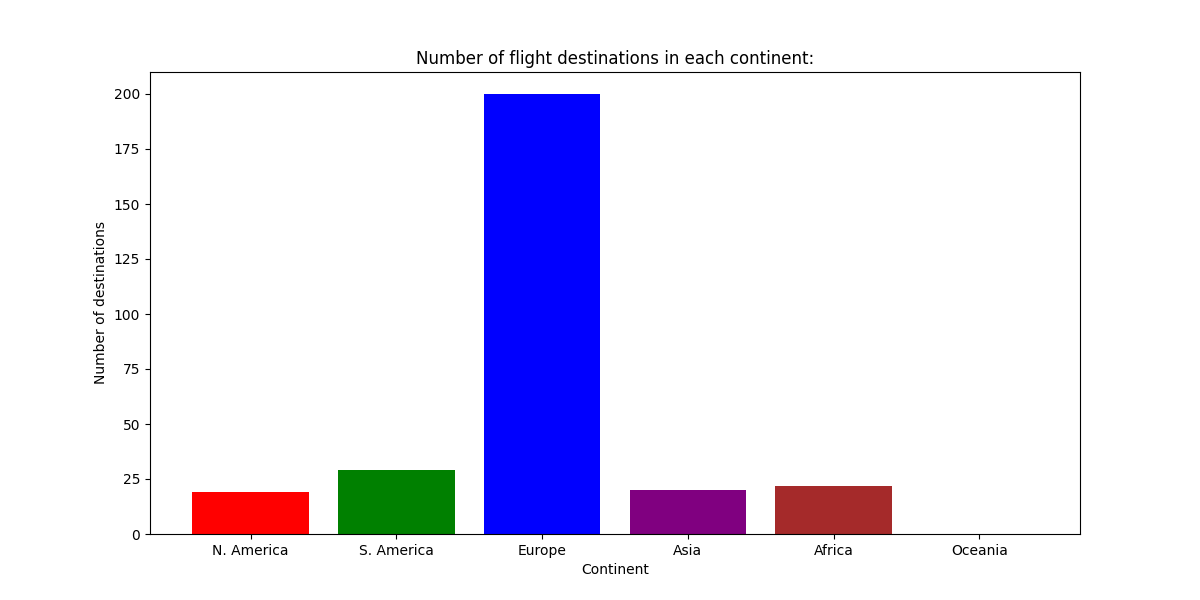 Number of flight destinations in each continent:
Number of destinations
200
175
150
125
100
75
50
25
0
N. America S. America Europe Asia Africa Oceania
Continent